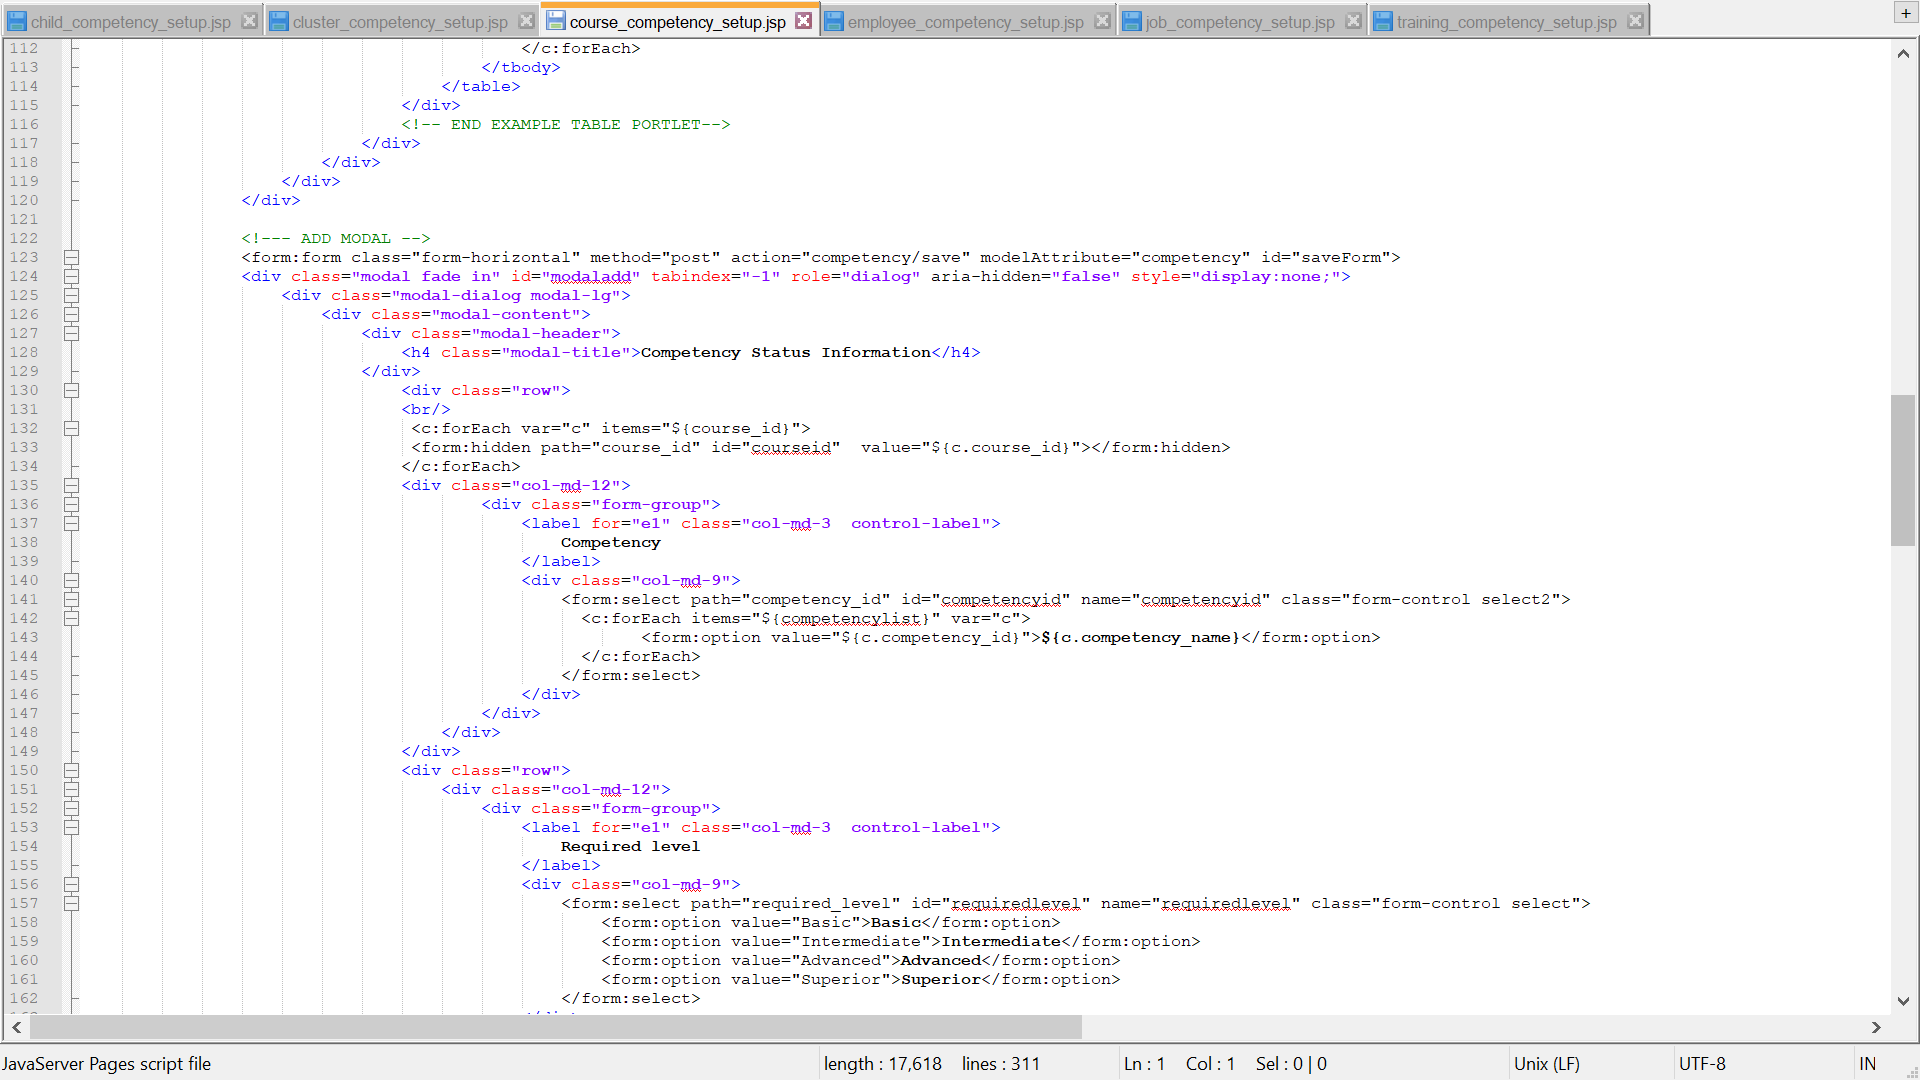 child_competency_setup.jsp cluster_competency_setup.jsp course_competency_setup.jsp employee_competency_setup.jsp job_competency_setup.jsp training_competency_setup.jsp +
112 </c:forEach>
113 </tbody>
114 </table>
115 </div>
116 <!-- END EXAMPLE TABLE PORTLET-->
117 </div>
118 </div>
119 </div>
120 </div>
121
122 <!--- ADD MODAL -->
123 <form:form class="form-horizontal" method="post" action="competency/save" modelAttribute="competency" id="saveForm">
124 <div class="modal fade in" id="modaladd" tabindex="-1" role="dialog" aria-hidden="false" style="display:none;">
125 <div class="modal-dialog modal-lg">
126 <div class="modal-content">
127 <div class="modal-header">
128 <h4 class="modal-title">Competency Status Information</h4>
129 </div>
130 <div class="row">
131 <br/>
132 <c:forEach var="c" items="${course_id}">
133 <form:hidden path="course_id" id="courseid"  value="${c.course_id}"></form:hidden>
134 </c:forEach>
135 <div class="col-md-12">
136 <div class="form-group">
137 <label for="e1" class="col-md-3  control-label">
138 Competency
139 </label>
140 <div class="col-md-9">
141 <form:select path="competency_id" id="competencyid" name="competencyid" class="form-control select2">
142 <c:forEach items="${competencylist}" var="c">
143 <form:option value="${c.competency_id}">${c.competency_name}</form:option>
144 </c:forEach>
145 </form:select>
146 </div>
147 </div>
148 </div>
149 </div>
150 <div class="row">
151 <div class="col-md-12">
152 <div class="form-group">
153 <label for="e1" class="col-md-3  control-label">
154 Required level
155 </label>
156 <div class="col-md-9">
157 <form:select path="required_level" id="requiredlevel" name="requiredlevel" class="form-control select">
158 <form:option value="Basic">Basic</form:option>
159 <form:option value="Intermediate">Intermediate</form:option>
160 <form:option value="Advanced">Advanced</form:option>
161 <form:option value="Superior">Superior</form:option>
162 </form:select>
JavaServer Pages script file length : 17,618 lines : 311 Ln : 1 Col : 1 Sel : 0 | 0 Unix (LF) UTF-8 IN